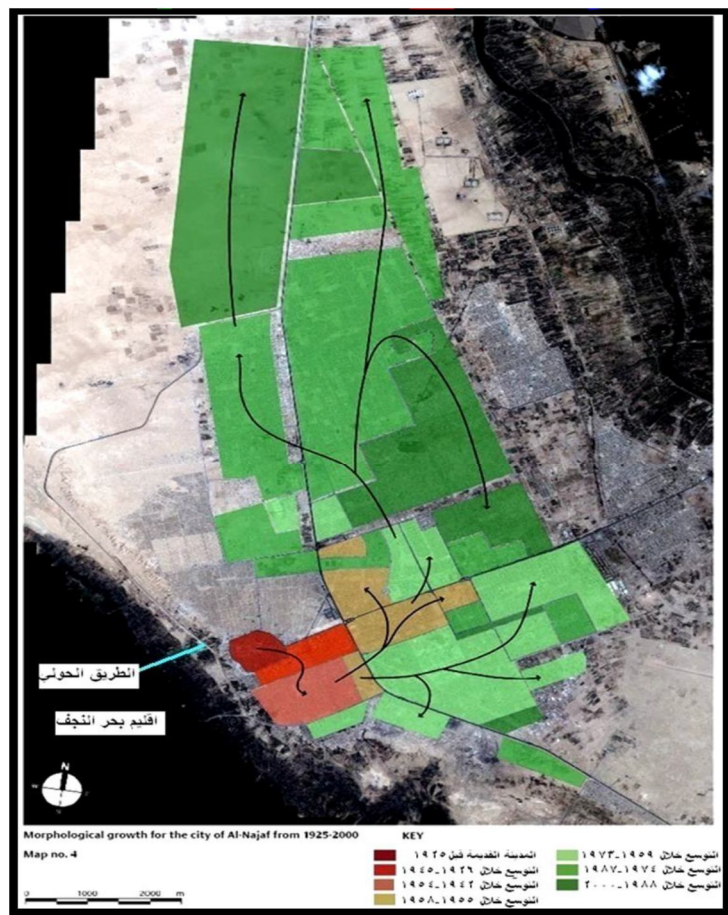 الطريق الحولي
اقليم بحر النجف
N
Morphological growth for the city of Al-Najaf from 1925-2000
Map no. 4
0 1000 2000 m
KEY
المدينة القديمة قبل ١٩٢٥
التوسع خلال ١٩٢٦-١٩٤٥
التوسع خلال ١٩٤٦-١٩٥٤
التوسع خلال ١٩٥٥-١٩٥٨
التوسع خلال ١٩٥٩-١٩٧٣
التوسع خلال ١٩٧٤-١٩٨٧
التوسع خلال ١٩٨٨-٢٠٠٠